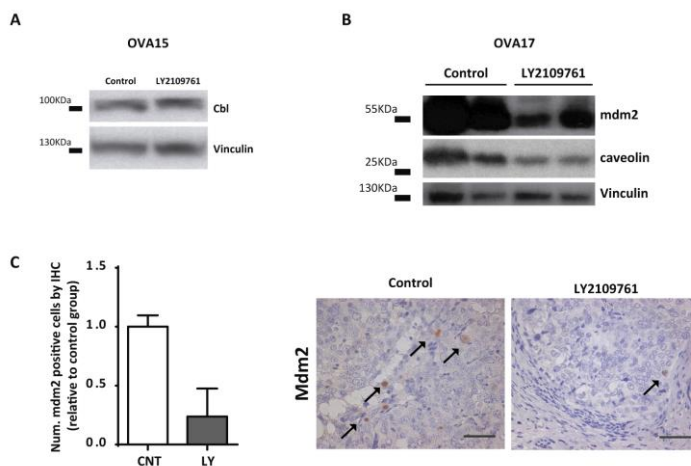 A
OVA15
Control LY2109761
100KDa
Cbl
130KDa
Vinculin
B
OVA17
Control LY2109761
55KDa
mdm2
25KDa
caveolin
130KDa
Vinculin
C
Num. mdm2 positive cells by IHC
(relative to control group)
1.5
1.0
0.5
0.0
CNT LY
Control
LY2109761
Mdm2